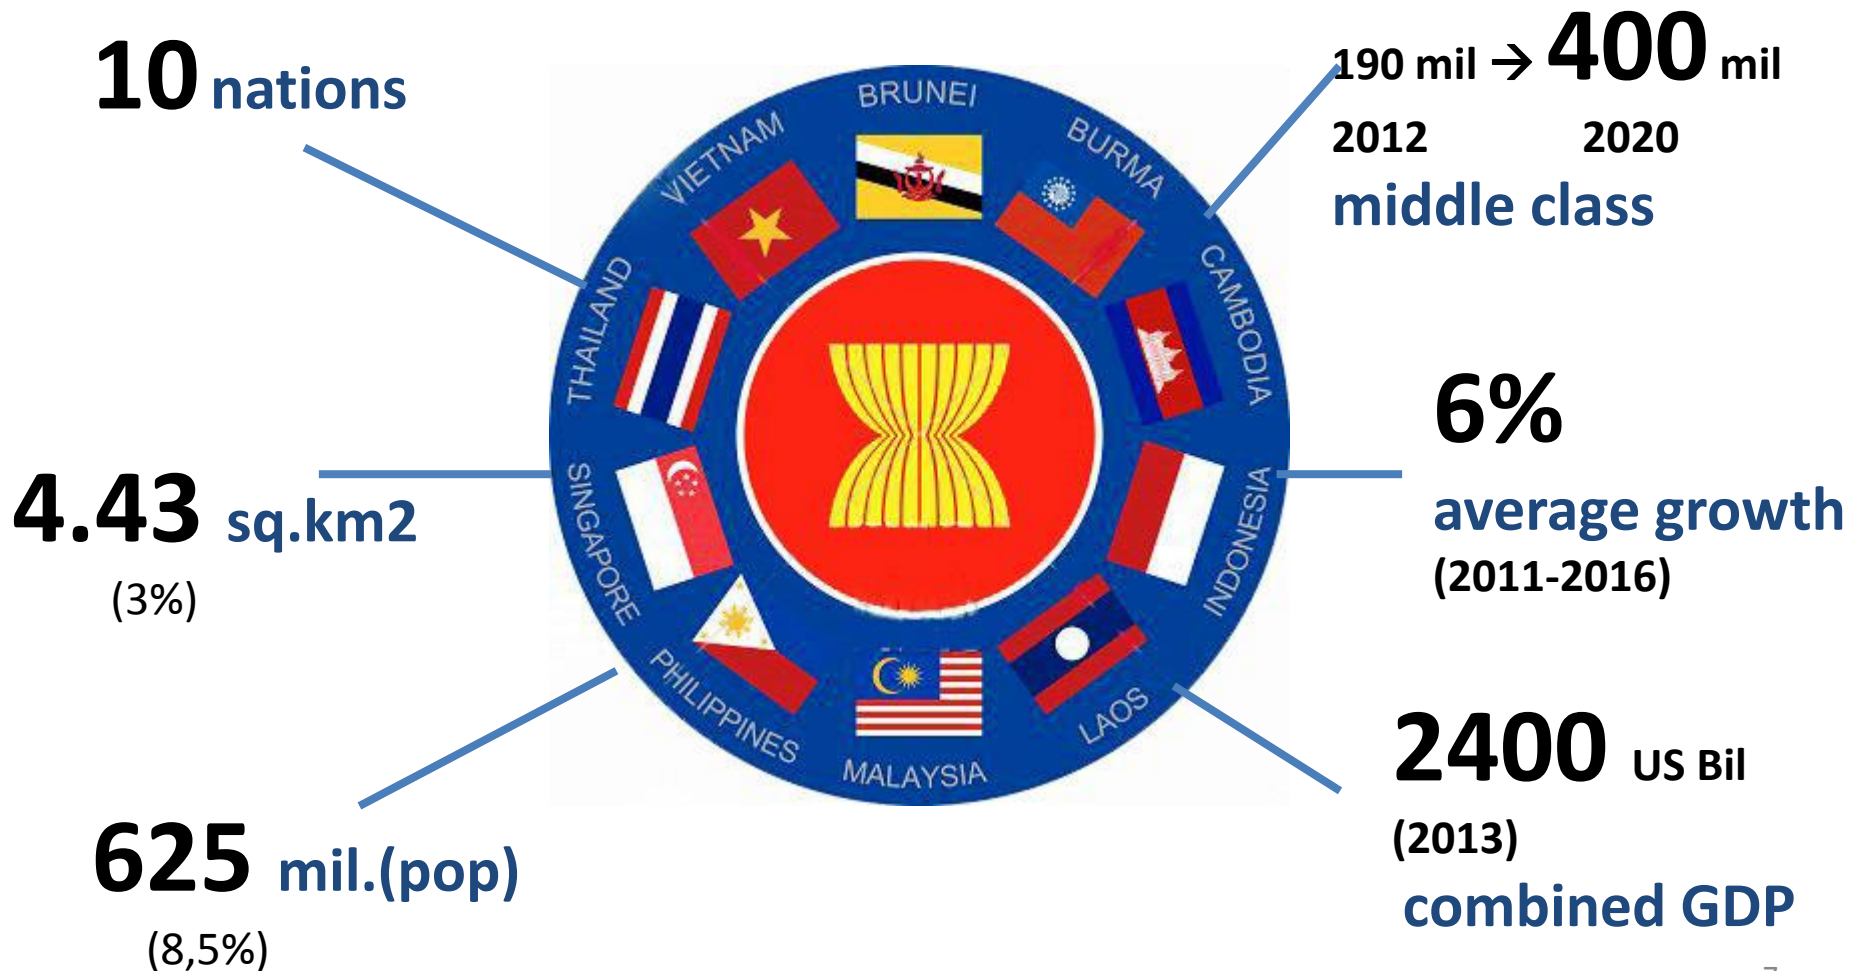 10 nations
190 mil → 400 mil
2012 2020
middle class
BRUNEI
BURMA
CAMBODIA
INDONESIA
LAOS
MALAYSIA
PHILIPPINES
SINGAPORE
THAILAND
VIETNAM
4.43 sq.km2
(3%)
6%
average growth
(2011-2016)
625 mil.(pop)
(8,5%)
2400 US Bil
(2013)
combined GDP